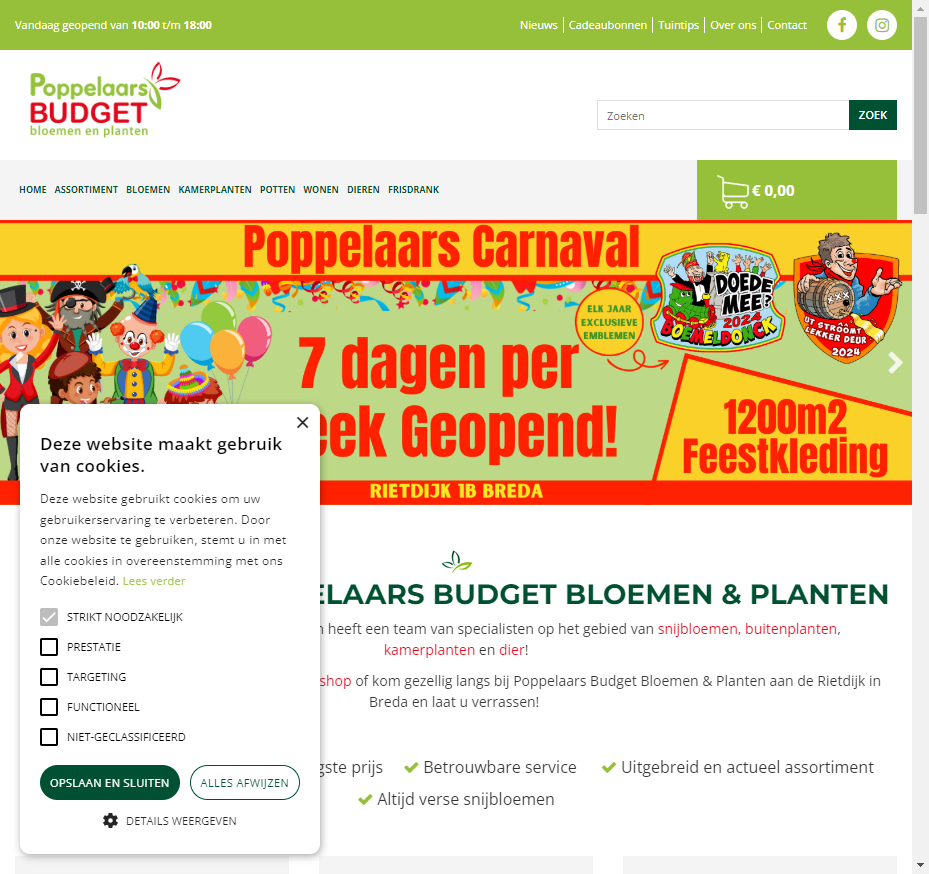 Vandaag geopend van 10:00 t/m 18:00
Nieuws Cadeaubonnen Tuintips Over ons Contact
Poppelaars
BUDGET
bloemen en planten
Zoeken
ZOEK
HOME ASSORTIMENT BLOEMEN KAMERPLANTEN POTTEN WONEN DIEREN FRISDRANK
€ 0,00
Poppelaars Carnaval
ELK JAAR
EXCLUSIEVE
EMBLEMEN
DOEDE
MEE?
2024
BOEMELDONCK
XXX
UT STRÔÔMT
LEKKER DEUR
2024
7 dagen per
eek Geopend!
1200m2
Feestkleding
RIETDIJK 1B BREDA
Deze website maakt gebruik
van cookies.
Deze website gebruikt cookies om uw
gebruikerservaring te verbeteren. Door
onze website te gebruiken, stemt u in met
alle cookies in overeenstemming met ons
Cookiebeleid. Lees verder
STRIKT NOODZAKELIJK
PRESTATIE
TARGETING
FUNCTIONEEL
NIET-GECLASSIFICEERD
OPSLAAN EN SLUITEN
ALLES AFWIJZEN
DETAILS WEERGEVEN
ELAARS BUDGET BLOEMEN & PLANTEN
n heeft een team van specialisten op het gebied van snijbloemen, buitenplanten,
kamerplanten en dier!
shop of kom gezellig langs bij Poppelaars Budget Bloemen & Planten aan de Rietdijk in
Breda en laat u verrassen!
gste prijs Betrouwbare service Uitgebreid en actueel assortiment
Altijd verse snijbloemen